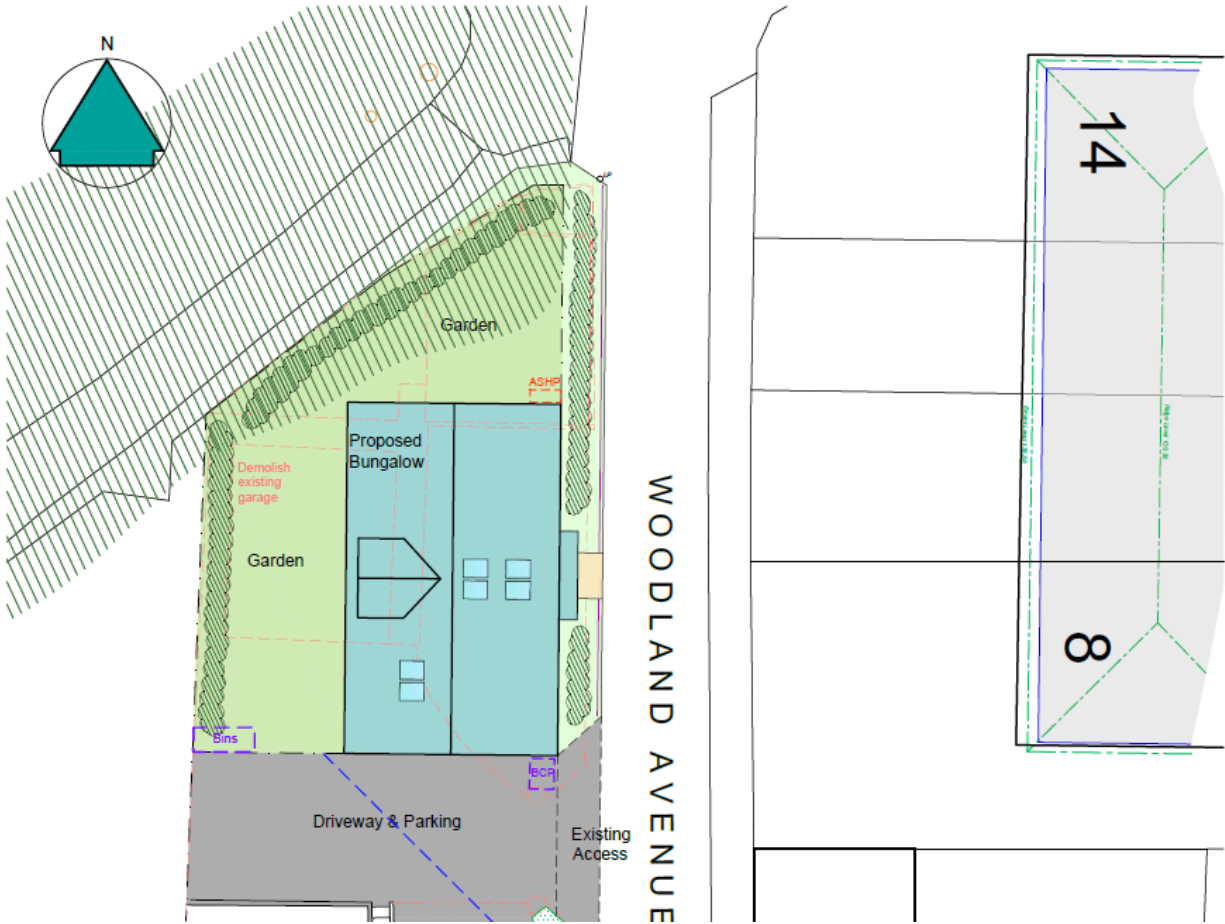 N
14
Garden
ASHP
Proposed
Bungalow
Demolish
existing
garage
Garden
WOODLAND AVENUE
8
Bins
BCP
Driveway & Parking
Existing
Access